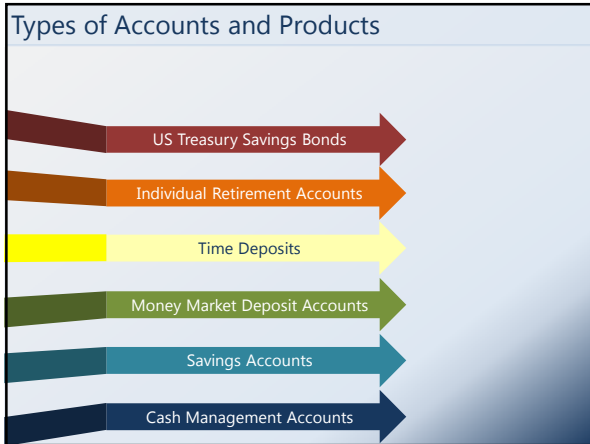 Types of Accounts and Products
US Treasury Savings Bonds
Individual Retirement Accounts
Time Deposits
Money Market Deposit Accounts
Savings Accounts
Cash Management Accounts